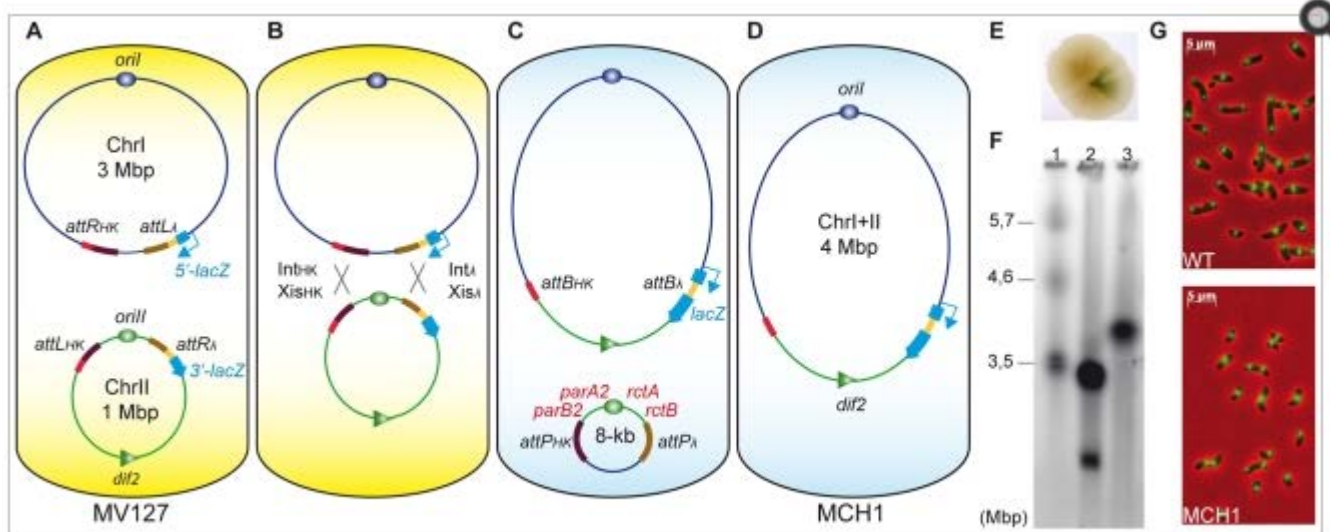 A
oriI
ChrI
3 Mbp
attRHK
attLλ
5'-lacZ
oriII
attLHK
attRλ
3'-lacZ
ChrII
1 Mbp
dif2
MV127
B
IntHK
XisHK
Intλ
Xisλ
C
attBHK
attBλ
lacZ
parA2
rctA
parB2
rctB
attPHK
8-kb
attPλ
D
oriI
ChrI+II
4 Mbp
dif2
MCH1
E
F
1 2 3
5,7
4,6
3,5
(Mbp)
G
5 µm
WT
5 µm
MCH1